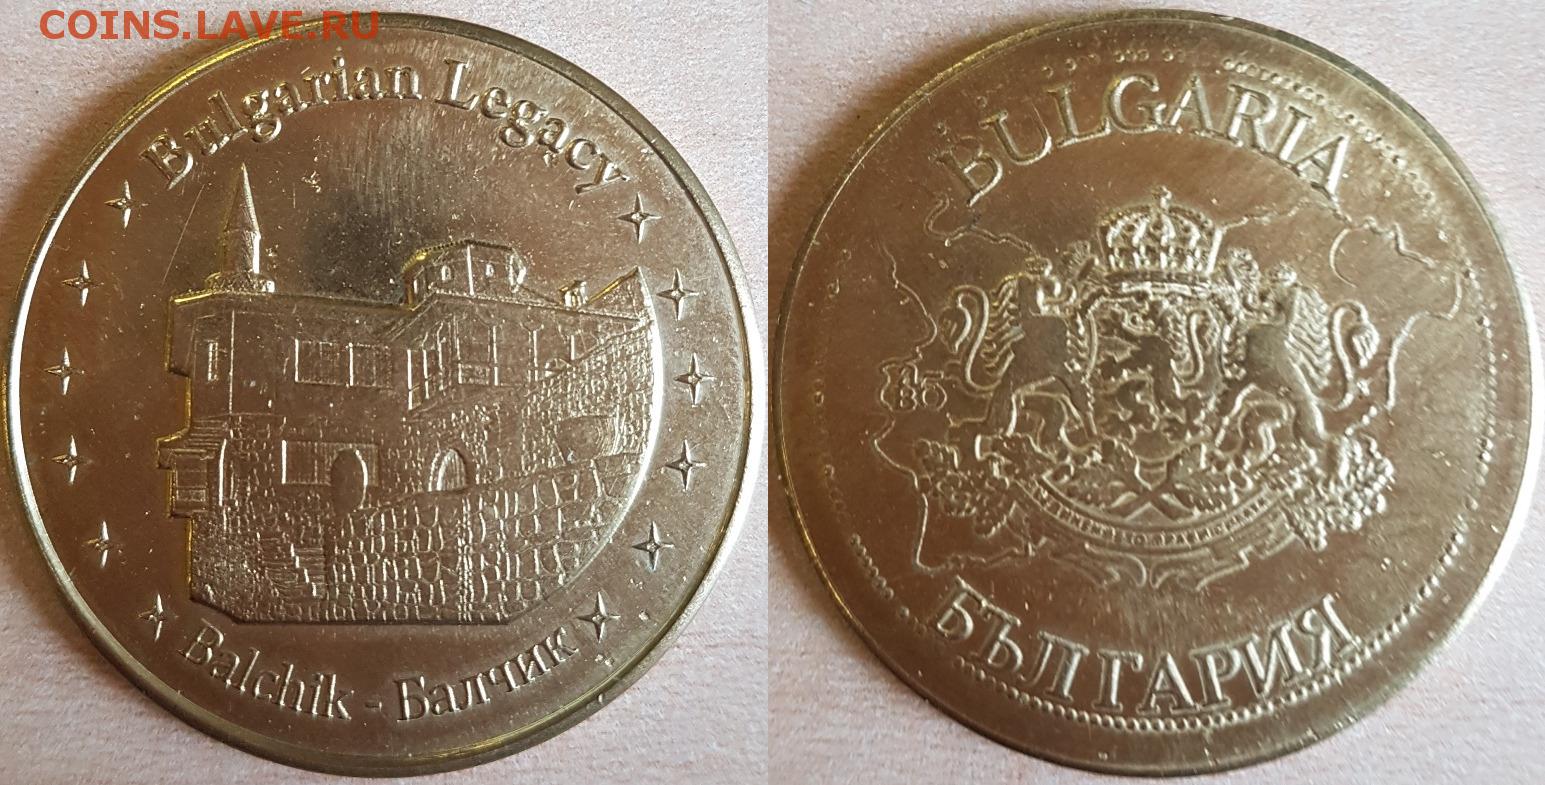 COINS.LAVE.RU
Bulgarian Legacy
Balchik - Балчик
BULGARIA
БЪЛГАРИЯ